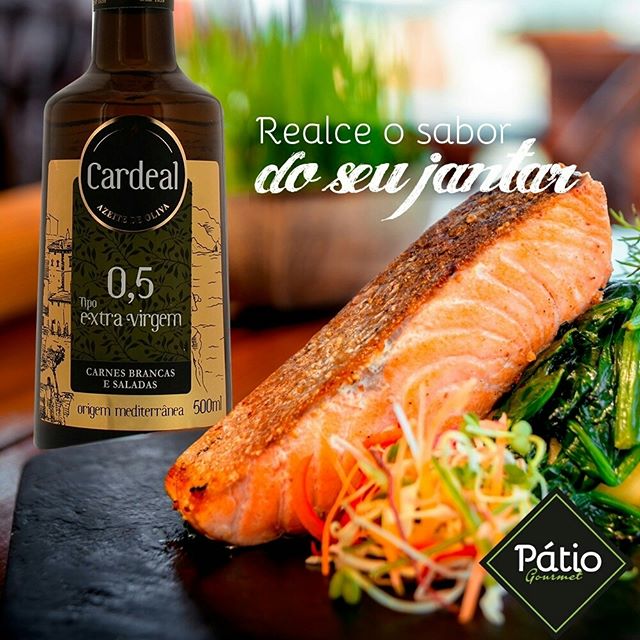 Realce o sabor
do seu jantar
Cardeal
AZEITE DE OLIVA
0,5
Tipo
extra virgem
CARNES BRANCAS
E SALADAS
origem mediterrânea
500ml
Pátio
Gourmet